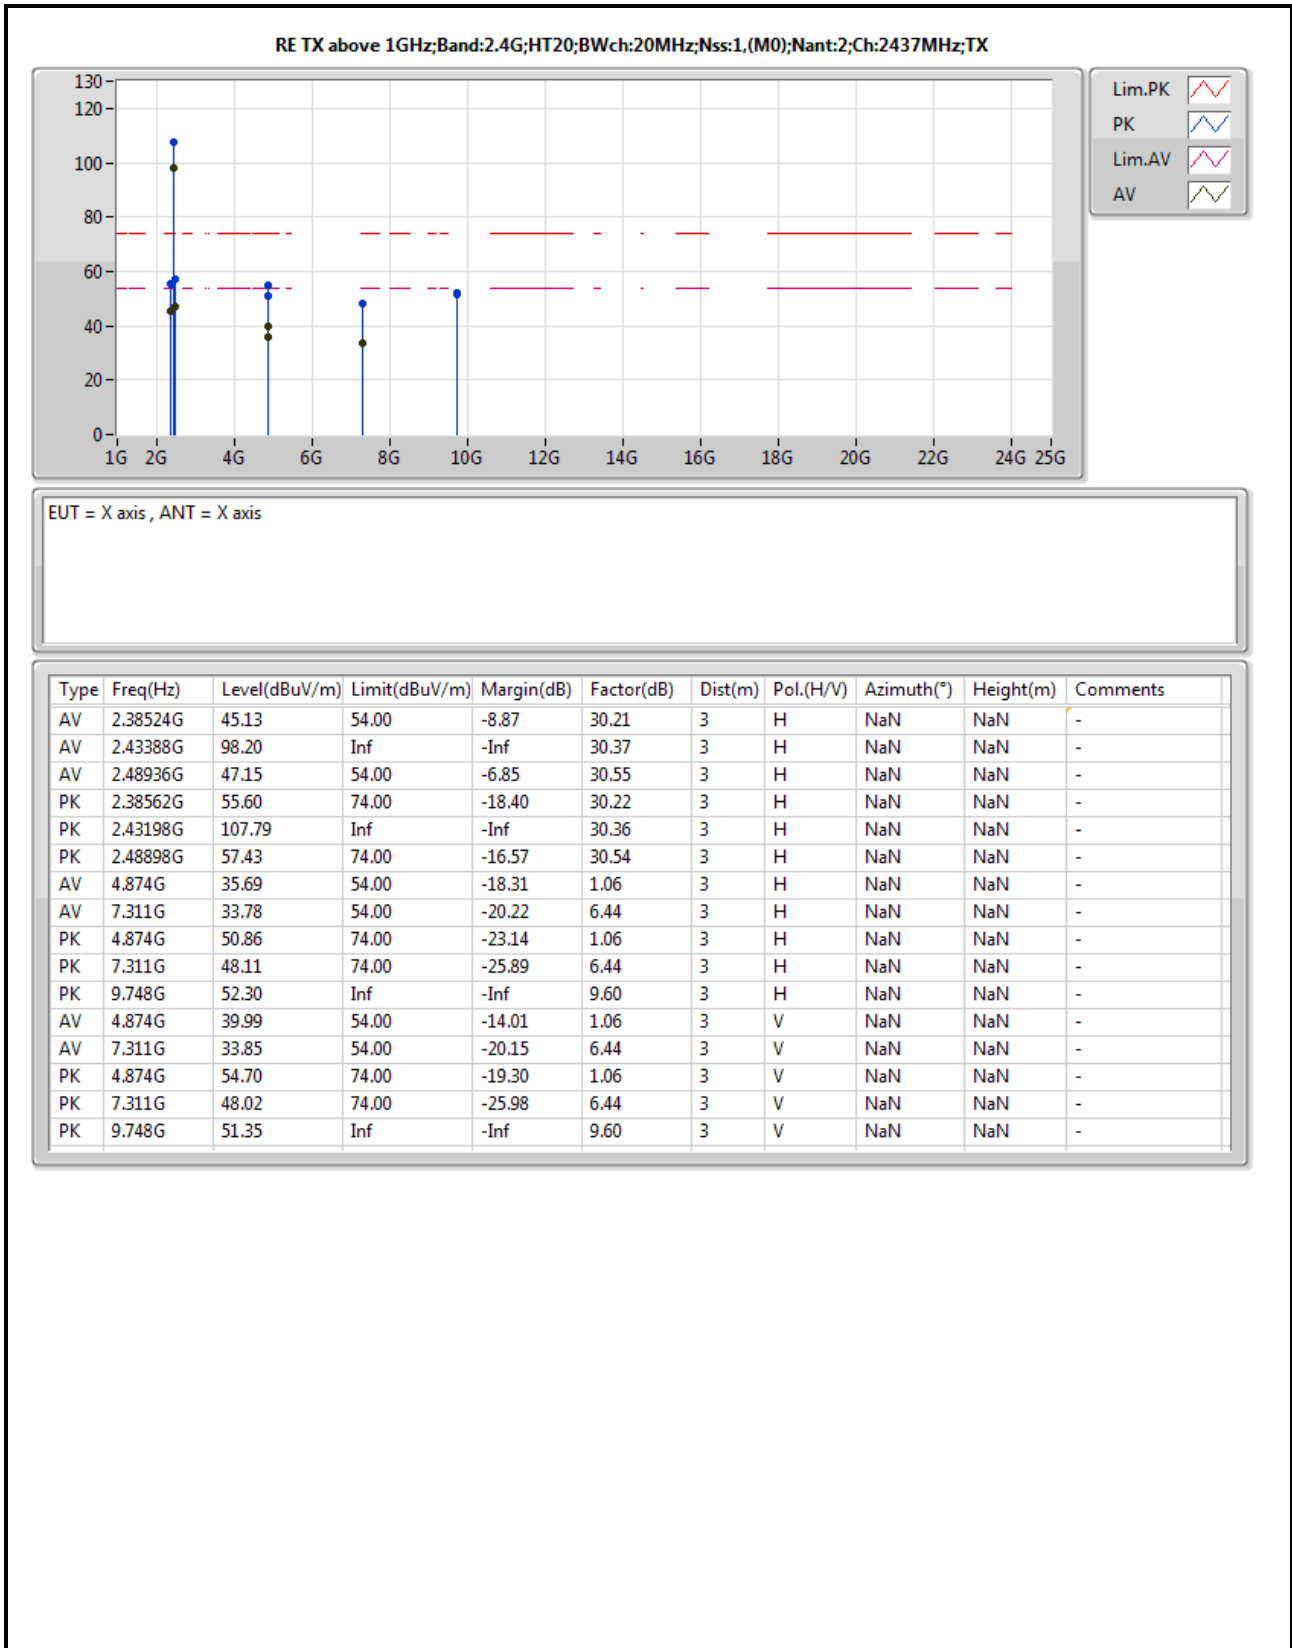 RE TX above 1GHz;Band:2.4G;HT20;BWch:20MHz;Nss:1,(M0);Nant:2;Ch:2437MHz;TX
130
120
100
80
60
40
20
0
1G 2G 4G 6G 8G 10G 12G 14G 16G 18G 20G 22G 24G 25G
Lim.PK
PK
Lim.AV
AV
EUT = X axis , ANT = X axis
Type Freq(Hz) Level(dBuV/m) Limit(dBuV/m) Margin(dB) Factor(dB) Dist(m) Pol.(H/V) Azimuth(°) Height(m) Comments
AV 2.38524G 45.13 54.00 -8.87 30.21 3 H NaN NaN -
AV 2.43388G 98.20 Inf -Inf 30.37 3 H NaN NaN -
AV 2.48936G 47.15 54.00 -6.85 30.55 3 H NaN NaN -
PK 2.38562G 55.60 74.00 -18.40 30.22 3 H NaN NaN -
PK 2.43198G 107.79 Inf -Inf 30.36 3 H NaN NaN -
PK 2.48898G 57.43 74.00 -16.57 30.54 3 H NaN NaN -
AV 4.874G 35.69 54.00 -18.31 1.06 3 H NaN NaN -
AV 7.311G 33.78 54.00 -20.22 6.44 3 H NaN NaN -
PK 4.874G 50.86 74.00 -23.14 1.06 3 H NaN NaN -
PK 7.311G 48.11 74.00 -25.89 6.44 3 H NaN NaN -
PK 9.748G 52.30 Inf -Inf 9.60 3 H NaN NaN -
AV 4.874G 39.99 54.00 -14.01 1.06 3 V NaN NaN -
AV 7.311G 33.85 54.00 -20.15 6.44 3 V NaN NaN -
PK 4.874G 54.70 74.00 -19.30 1.06 3 V NaN NaN -
PK 7.311G 48.02 74.00 -25.98 6.44 3 V NaN NaN -
PK 9.748G 51.35 Inf -Inf 9.60 3 V NaN NaN -